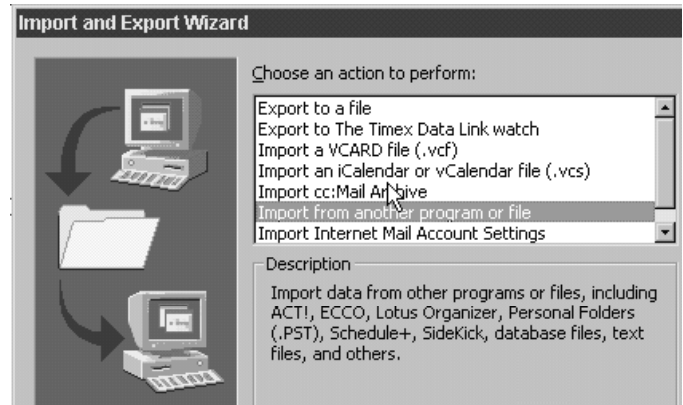 Import and Export Wizard
Choose an action to perform:
Export to a file
Export to The Timex Data Link watch
Import a VCARD file (.vcf)
Import an iCalendar or vCalendar file (.vcs)
Import cc:Mail Archive
Import from another program or file
Import Internet Mail Account Settings
Description
Import data from other programs or files, including
ACT!, ECCO, Lotus Organizer, Personal Folders
(.PST), Schedule+, SideKick, database files, text
files, and others.